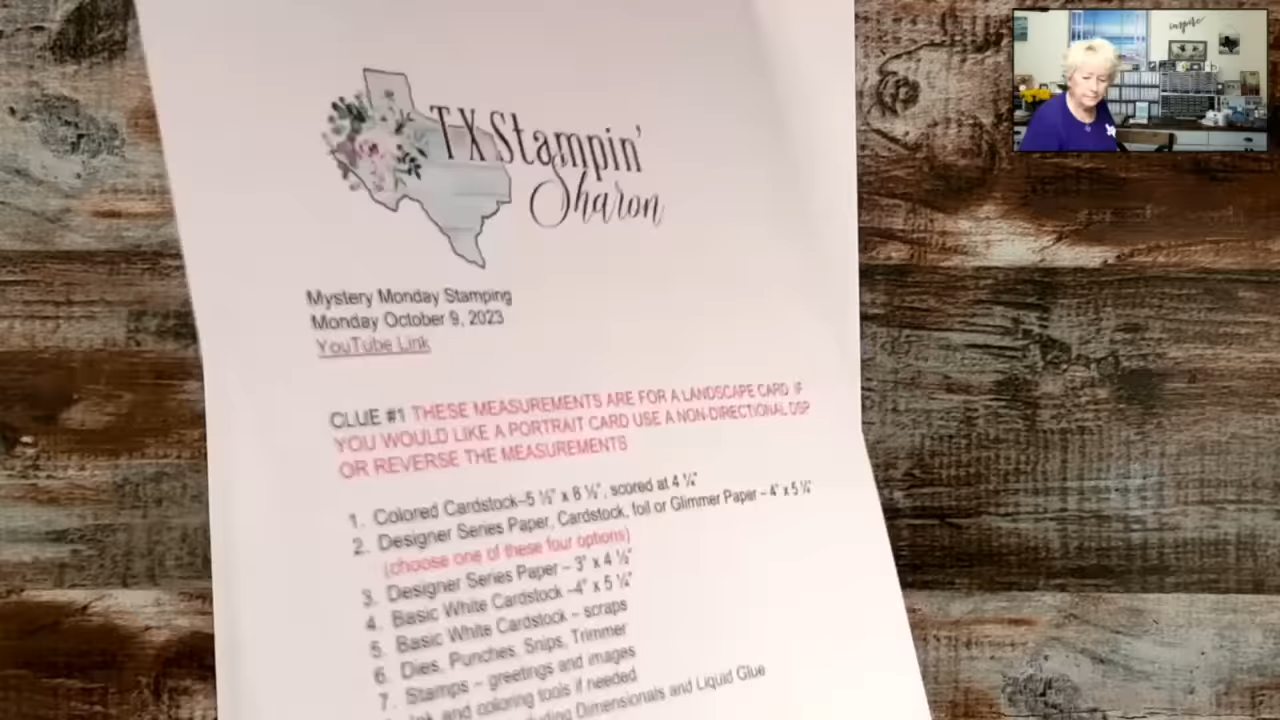 inspire
TX Stampin'
Sharon
Mystery Monday Stamping
Monday October 9, 2023
YouTube Link
CLUE #1 THESE MEASUREMENTS ARE FOR A LANDSCAPE CARD. IF
YOU WOULD LIKE A PORTRAIT CARD USE A NON-DIRECTIONAL DSP
OR REVERSE THE MEASUREMENTS
1. Colored Cardstock–5 ½" x 8 ½", scored at 4 ¼"
2. Designer Series Paper, Cardstock, foil or Glimmer Paper – 4" x 5 ¼"
(choose one of these four options)
3. Designer Series Paper – 3" x 4 ½"
4. Basic White Cardstock –4" x 5 ¼"
5. Basic White Cardstock – scraps
6. Dies, Punches, Snips, Trimmer
7. Stamps – greetings and images
Ink and coloring tools if needed
Dimensionals and Liquid Glue